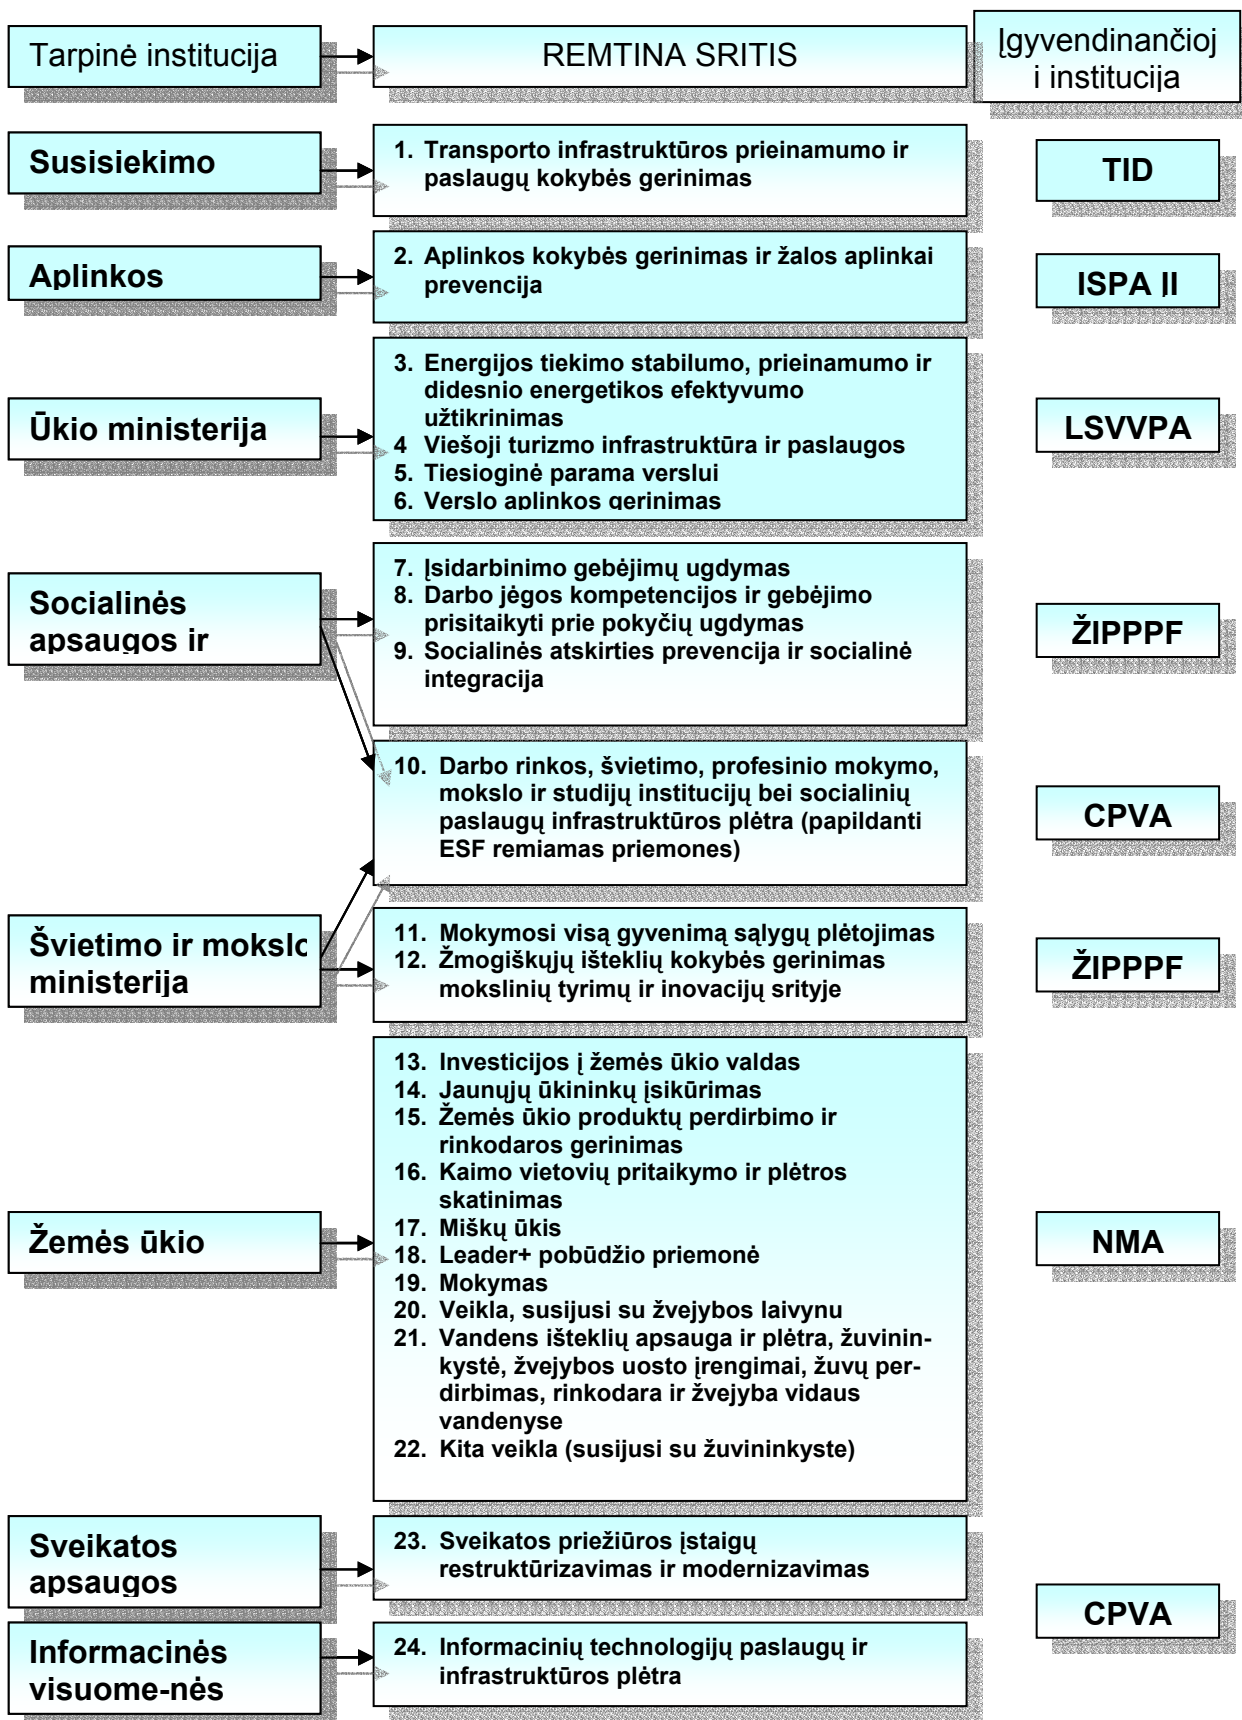 Tarpinė institucija
REMTINA SRITIS
Įgyvendinančioj
i institucija
Susisiekimo
1. Transporto infrastruktūros prieinamumo ir
paslaugų kokybės gerinimas
TID
Aplinkos
2. Aplinkos kokybės gerinimas ir žalos aplinkai
prevencija
ISPA ĮI
Ūkio ministerija
3. Energijos tiekimo stabilumo, prieinamumo ir
didesnio energetikos efektyvumo
užtikrinimas
4 Viešoji turizmo infrastruktūra ir paslaugos
5. Tiesioginė parama verslui
6. Verslo aplinkos gerinimas
LSVVPA
Socialinės
apsaugos ir
7. Įsidarbinimo gebėjimų ugdymas
8. Darbo jėgos kompetencijos ir gebėjimo
prisitaikyti prie pokyčių ugdymas
9. Socialinės atskirties prevencija ir socialinė
integracija
ŽIPPPF
10. Darbo rinkos, švietimo, profesinio mokymo,
mokslo ir studijų institucijų bei socialinių
paslaugų infrastruktūros plėtra (papildanti
ESF remiamas priemones)
CPVA
Švietimo ir mokslo
ministerija
11. Mokymosi visą gyvenimą sąlygų plėtojimas
12. Žmogiškųjų išteklių kokybės gerinimas
mokslinių tyrimų ir inovacijų srityje
ŽIPPPF
Žemės ūkio
13. Investicijos į žemės ūkio valdas
14. Jaunųjų ūkininkų įsikūrimas
15. Žemės ūkio produktų perdirbimo ir
rinkodaros gerinimas
16. Kaimo vietovių pritaikymo ir plėtros
skatinimas
17. Miškų ūkis
18. Leader+ pobūdžio priemonė
19. Mokymas
20. Veikla, susijusi su žvejybos laivynu
21. Vandens išteklių apsauga ir plėtra, žuvinin-
kystė, žvejybos uosto įrengimai, žuvų per-
dirbimas, rinkodara ir žvejyba vidaus
vandenyse
22. Kita veikla (susijusi su žuvininkyste)
NMA
Sveikatos
apsaugos
23. Sveikatos priežiūros įstaigų
restruktūrizavimas ir modernizavimas
CPVA
Informacinės
visuome-nės
24. Informacinių technologijų paslaugų ir
infrastruktūros plėtra